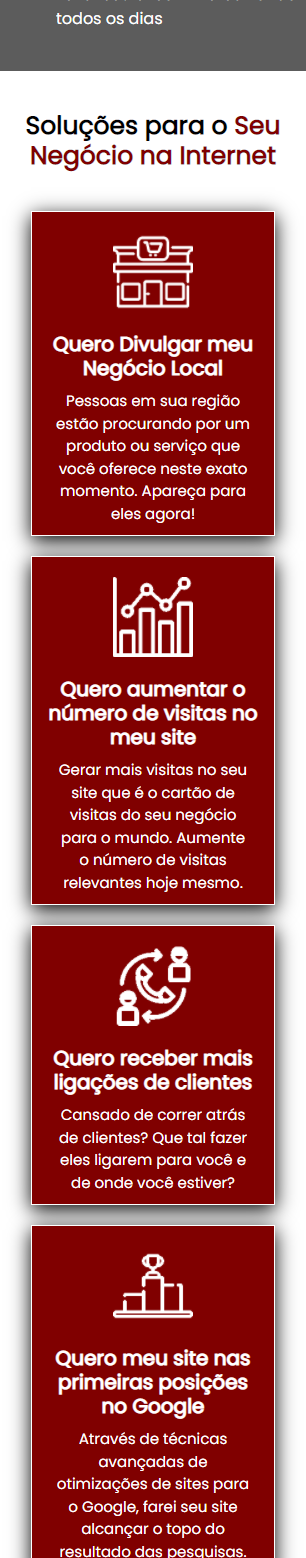 todos os dias
Soluções para o Seu
Negócio na Internet
Quero Divulgar meu
Negócio Local
Pessoas em sua região
estão procurando por um
produto ou serviço que
você oferece neste exato
momento. Apareça para
eles agora!
Quero aumentar o
número de visitas no
meu site
Gerar mais visitas no seu
site que é o cartão de
visitas do seu negócio
para o mundo. Aumente
o número de visitas
relevantes hoje mesmo.
Quero receber mais
ligações de clientes
Cansado de correr atrás
de clientes? Que tal fazer
eles ligarem para você e
de onde você estiver?
Quero meu site nas
primeiras posições
no Google
Através de técnicas
avançadas de
otimizações de sites para
o Google, farei seu site
alcançar o topo do
resultado das pesquisas.